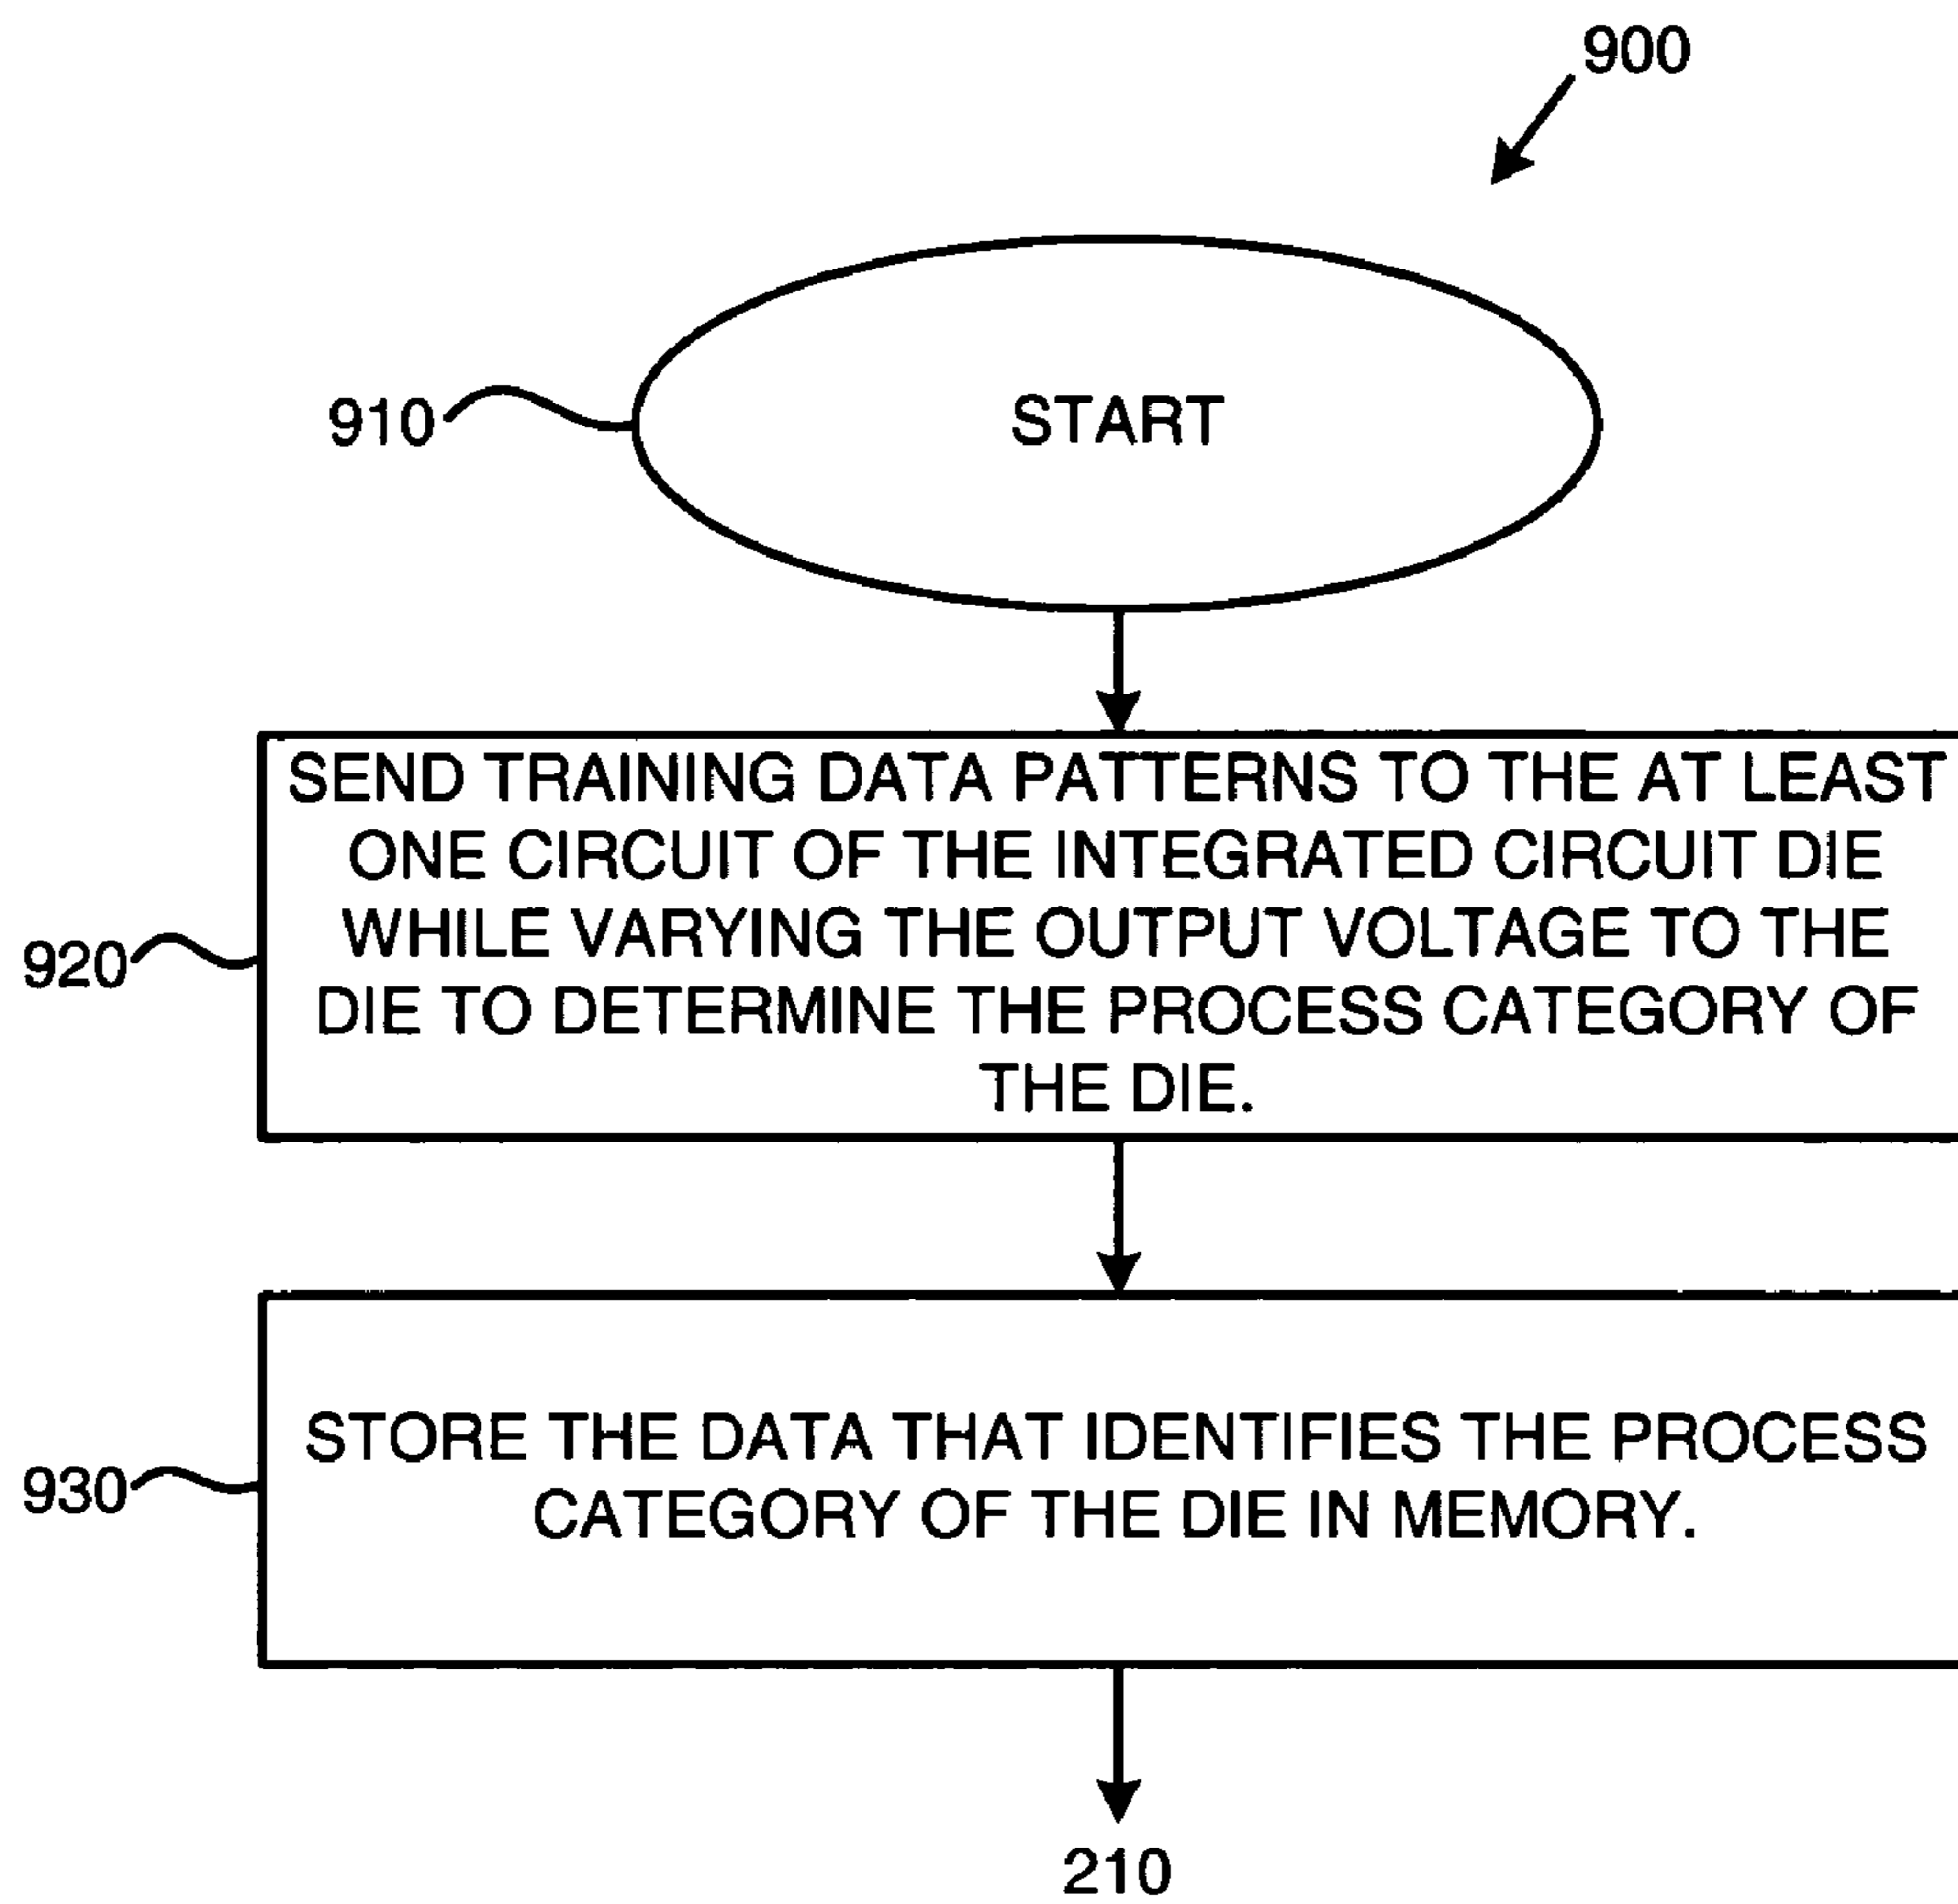 900
910
START
SEND TRAINING DATA PATTERNS TO THE AT LEAST
ONE CIRCUIT OF THE INTEGRATED CIRCUIT DIE
WHILE VARYING THE OUTPUT VOLTAGE TO THE
920
DIE TO DETERMINE THE PROCESS CATEGORY OF
THE DIE.
STORE THE DATA THAT IDENTIFIES THE PROCESS
930
CATEGORY OF THE DIE IN MEMORY.
210